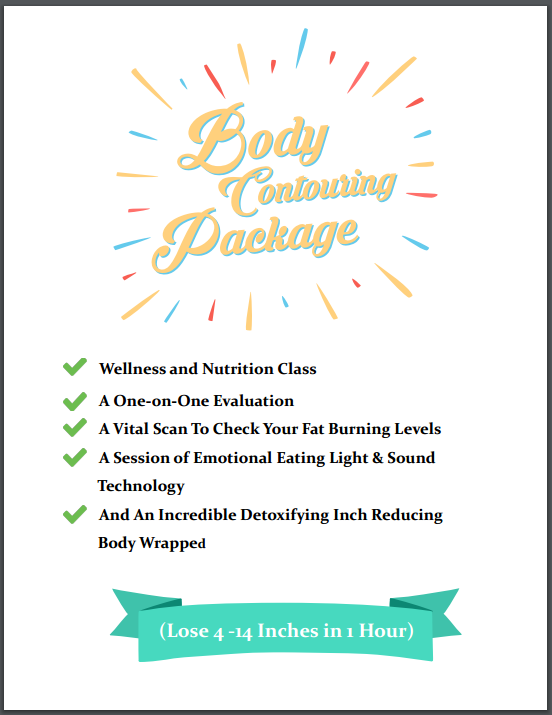 Body
Contouring
Package
Wellness and Nutrition Class
A One-on-One Evaluation
A Vital Scan To Check Your Fat Burning Levels
A Session of Emotional Eating Light & Sound
Technology
And An Incredible Detoxifying Inch Reducing
Body Wrapped
(Lose 4 -14 Inches in 1 Hour)